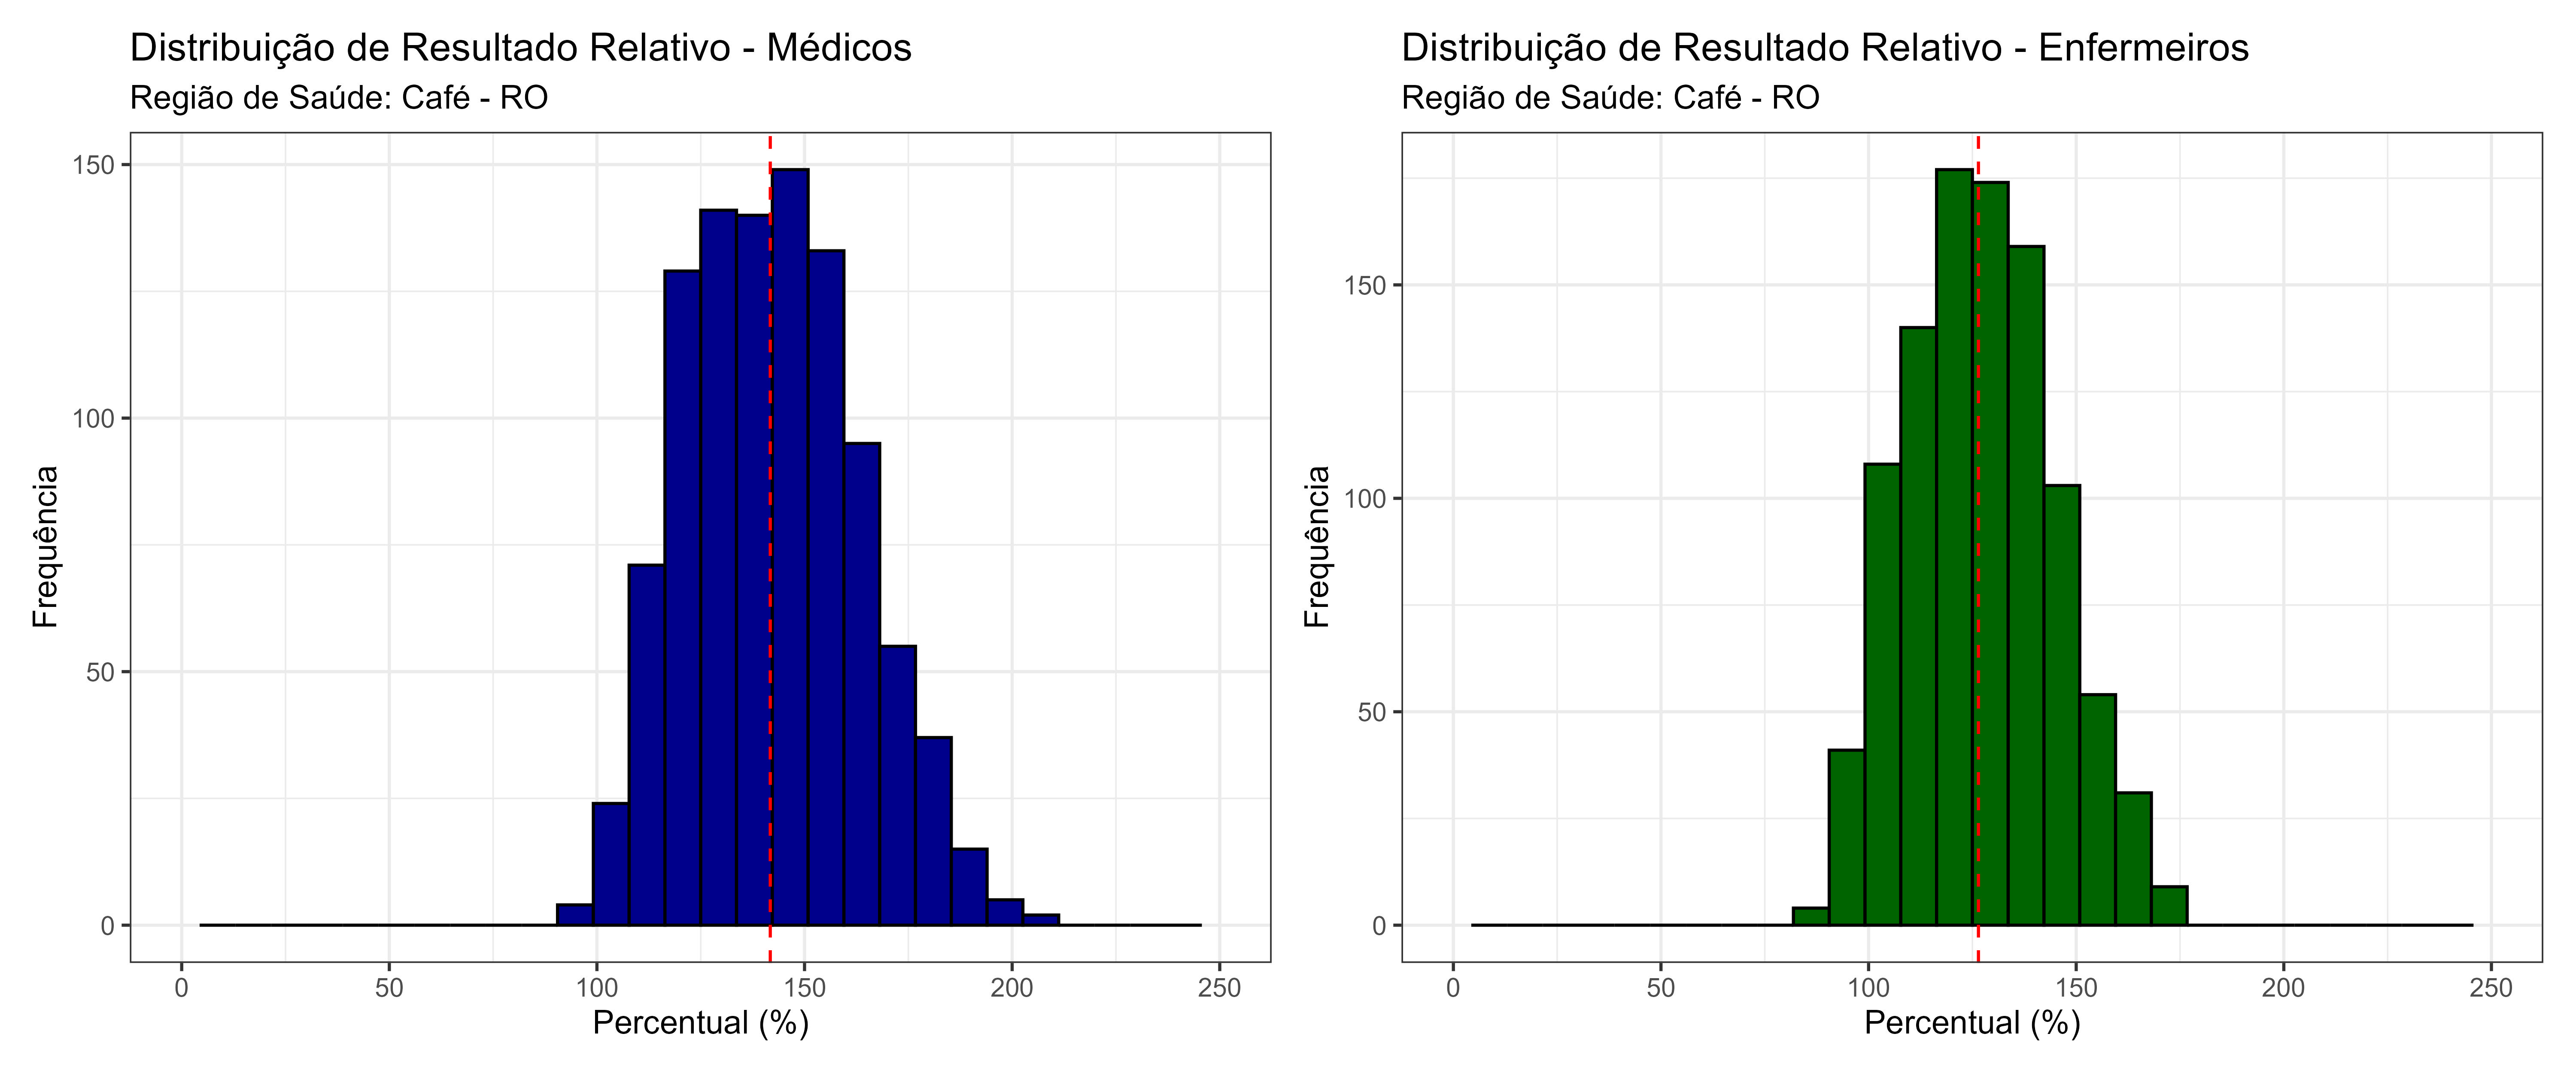 Distribuição de Resultado Relativo - Médicos
Região de Saúde: Café - RO
150
100
50
0
Frequência
0 50 100 150 200 250
Percentual (%)
Distribuição de Resultado Relativo - Enfermeiros
Região de Saúde: Café - RO
150
100
50
0
Frequência
0 50 100 150 200 250
Percentual (%)